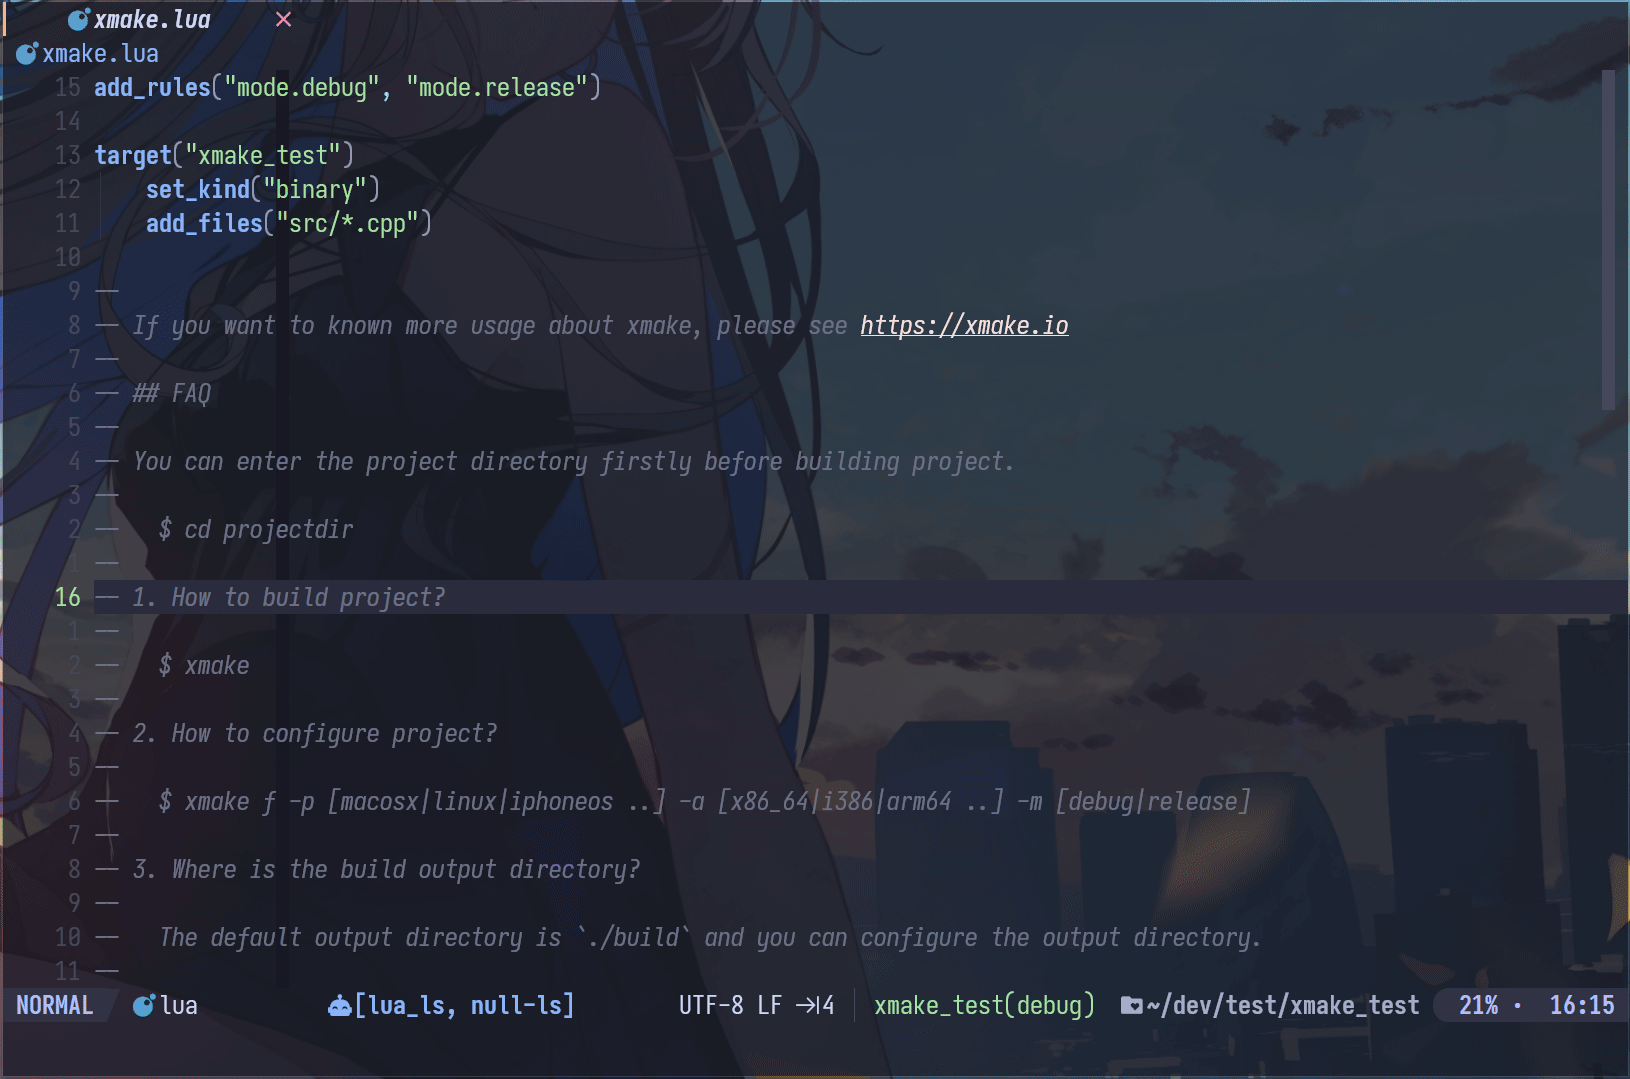 xmake.lua ×
xmake.lua
15 add_rules("mode.debug", "mode.release")
14
13 target("xmake_test")
12 set_kind("binary")
11 add_files("src/*.cpp")
10
9 --
8 -- If you want to known more usage about xmake, please see https://xmake.io
7 --
6 -- ## FAQ
5 --
4 -- You can enter the project directory firstly before building project.
3 --
2 -- $ cd projectdir
1 --
16 -- 1. How to build project?
1 --
2 -- $ xmake
3 --
4 -- 2. How to configure project?
5 --
6 -- $ xmake f -p [macosx|linux|iphoneos ..] -a [x86_64|i386|arm64 ..] -m [debug|release]
7 --
8 -- 3. Where is the build output directory?
9 --
10 -- The default output directory is `./build` and you can configure the output directory.
11 --
NORMAL lua [lua_ls, null-ls] UTF-8 LF →|4 xmake_test(debug) ~/dev/test/xmake_test 21% · 16:15